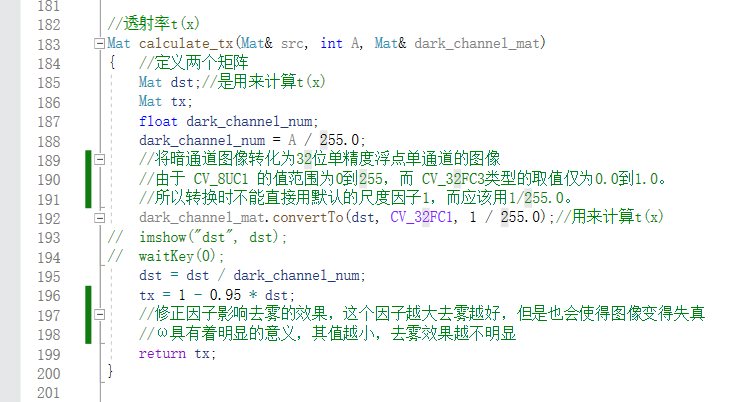 181
182 //透射率t(x)
183 Mat calculate_tx(Mat& src, int A, Mat& dark_channel_mat)
184 { //定义两个矩阵
185 Mat dst;//是用来计算t(x)
186 Mat tx;
187 float dark_channel_num;
188 dark_channel_num = A / 255.0;
189 //将暗通道图像转化为32位单精度浮点单通道的图像
190 //由于 CV_8UC1 的值范围为0到255，而 CV_32FC3类型的取值仅为0.0到1.0。
191 //所以转换时不能直接用默认的尺度因子1，而应该用1/255.0。
192 dark_channel_mat.convertTo(dst, CV_32FC1, 1 / 255.0);//用来计算t(x)
193 // imshow("dst", dst);
194 // waitKey(0);
195 dst = dst / dark_channel_num;
196 tx = 1 - 0.95 * dst;
197 //修正因子影响去雾的效果，这个因子越大去雾越好，但是也会使得图像变得失真
198 //ω具有着明显的意义，其值越小，去雾效果越不明显
199 return tx;
200 }
201